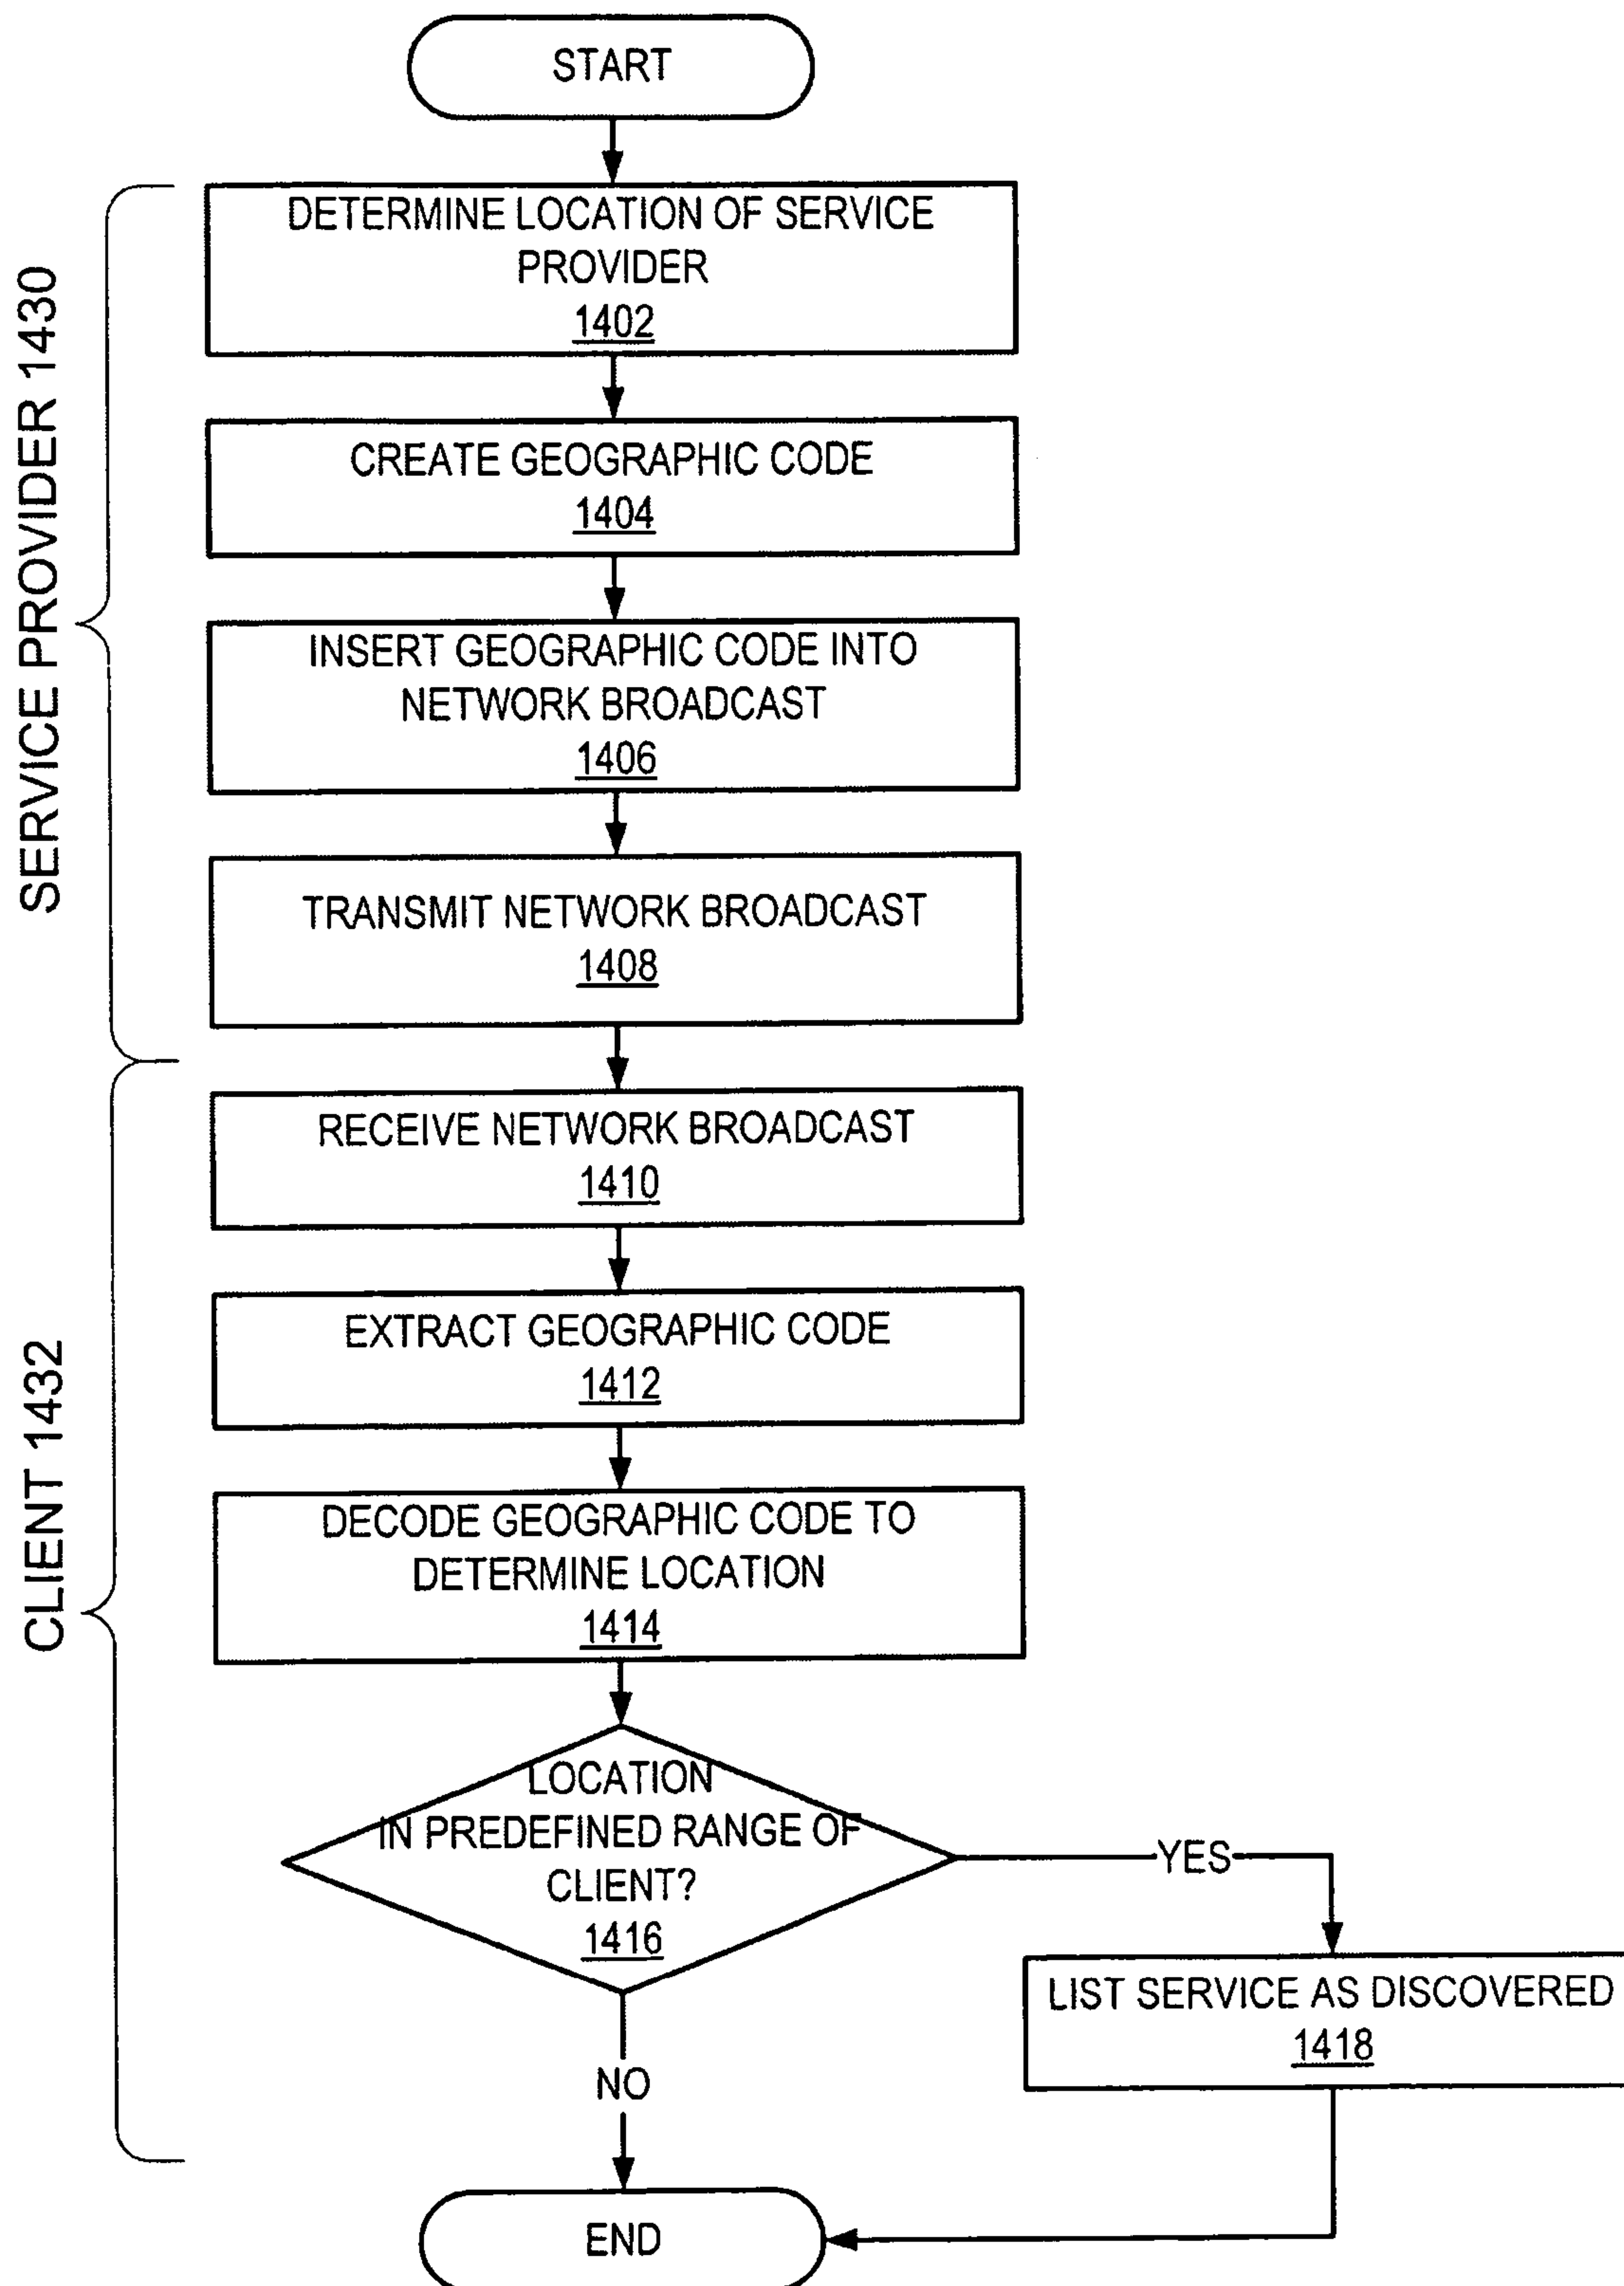 START
SERVICE PROVIDER 1430
DETERMINE LOCATION OF SERVICE
PROVIDER
1402
CREATE GEOGRAPHIC CODE
1404
INSERT GEOGRAPHIC CODE INTO
NETWORK BROADCAST
1406
TRANSMIT NETWORK BROADCAST
1408
CLIENT 1432
RECEIVE NETWORK BROADCAST
1410
EXTRACT GEOGRAPHIC CODE
1412
DECODE GEOGRAPHIC CODE TO
DETERMINE LOCATION
1414
LOCATION
IN PREDEFINED RANGE OF
CLIENT?
1416
YES
LIST SERVICE AS DISCOVERED
1418
NO
END